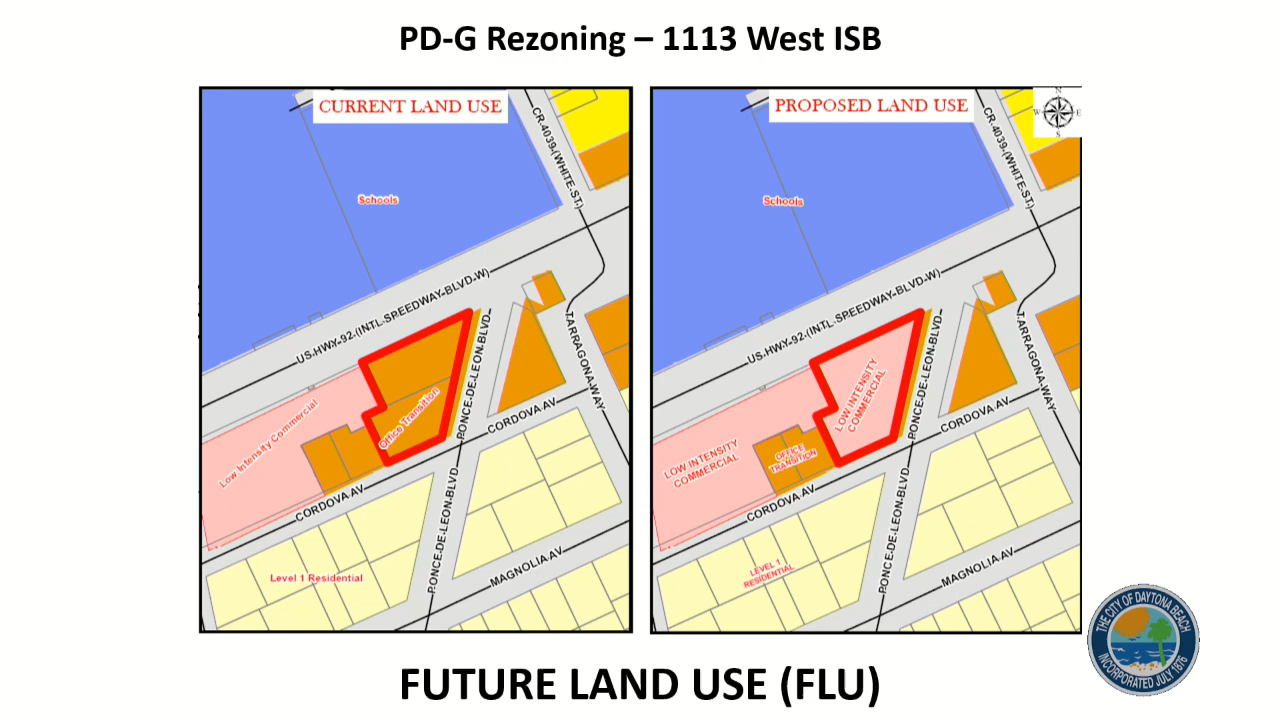 PD-G Rezoning – 1113 West ISB
CURRENT LAND USE
CR-4039-(WHITE-ST.)
Schools
US-HWY-92-(INTL-SPEEDWAY-BLVD-W)
PONCE-DE-LEON-BLVD
TARRAGONA-WAY
Office Transition
CORDOVA AV
Low Intensity Commercial
CORDOVA AV
PONCE-DE-LEON-BLVD
MAGNOLIA AV
Level 1 Residential
PROPOSED LAND USE
N
W
E
S
CR-4039-(WHITE-ST.)
Schools
US-HWY-92-(INTL-SPEEDWAY-BLVD-W)
PONCE-DE-LEON-BLVD
TARRAGONA-WAY
LOW INTENSITY
COMMERCIAL
CORDOVA AV
LOW INTENSITY
COMMERCIAL
OFFICE
TRANSITION
CORDOVA AV
PONCE-DE-LEON-BLVD
MAGNOLIA AV
LEVEL 1
RESIDENTIAL
THE CITY OF DAYTONA BEACH
INCORPORATED JULY 1876
FUTURE LAND USE (FLU)